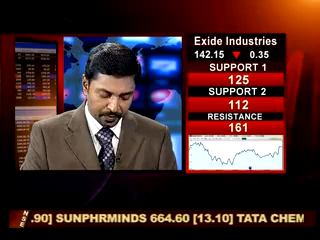 Exide Industries
142.15 ▼ 0.35
SUPPORT 1
125
SUPPORT 2
112
RESISTANCE
161
NSE
.90] SUNPHRMINDS 664.60 [13.10] TATA CHEM